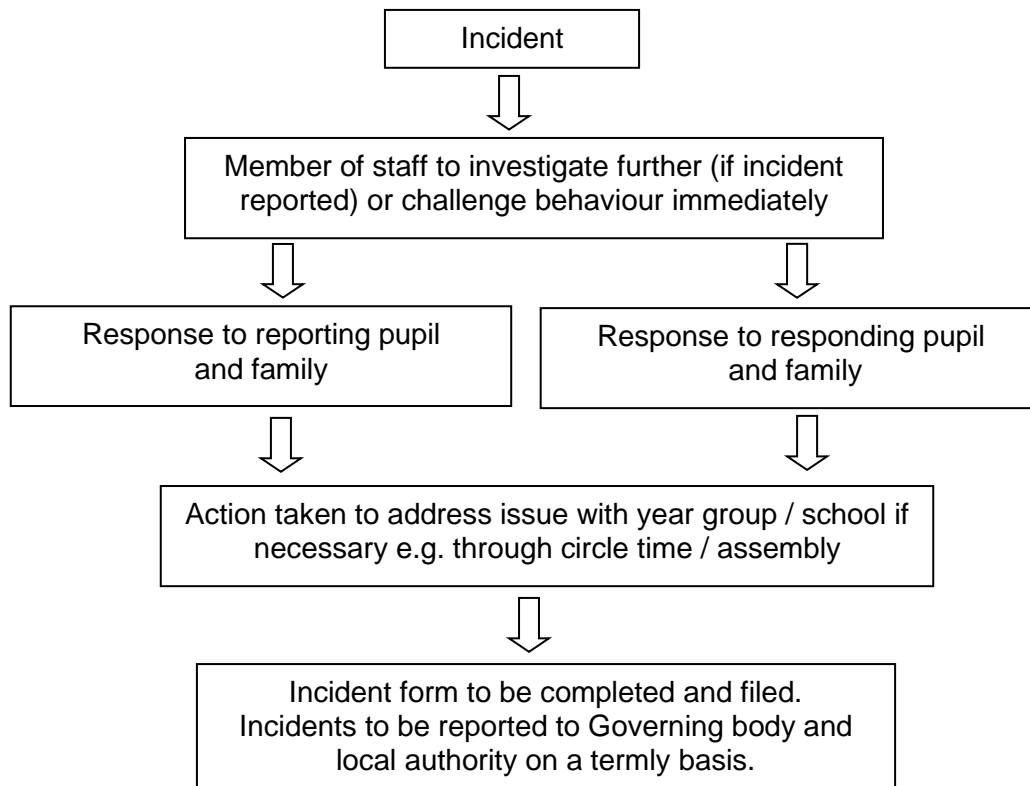 Incident
Member of staff to investigate further (if incident
reported) or challenge behaviour immediately
Response to reporting pupil
and family
Response to responding pupil
and family
Action taken to address issue with year group / school if
necessary e.g. through circle time / assembly
Incident form to be completed and filed.
Incidents to be reported to Governing body and
local authority on a termly basis.